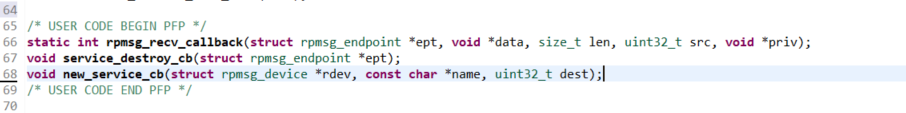 64
65 /* USER CODE BEGIN PFP */
66 static int rpmsg_recv_callback(struct rpmsg_endpoint *ept, void *data, size_t len, uint32_t src, void *priv);
67 void service_destroy_cb(struct rpmsg_endpoint *ept);
68 void new_service_cb(struct rpmsg_device *rdev, const char *name, uint32_t dest);
69 /* USER CODE END PFP */
70